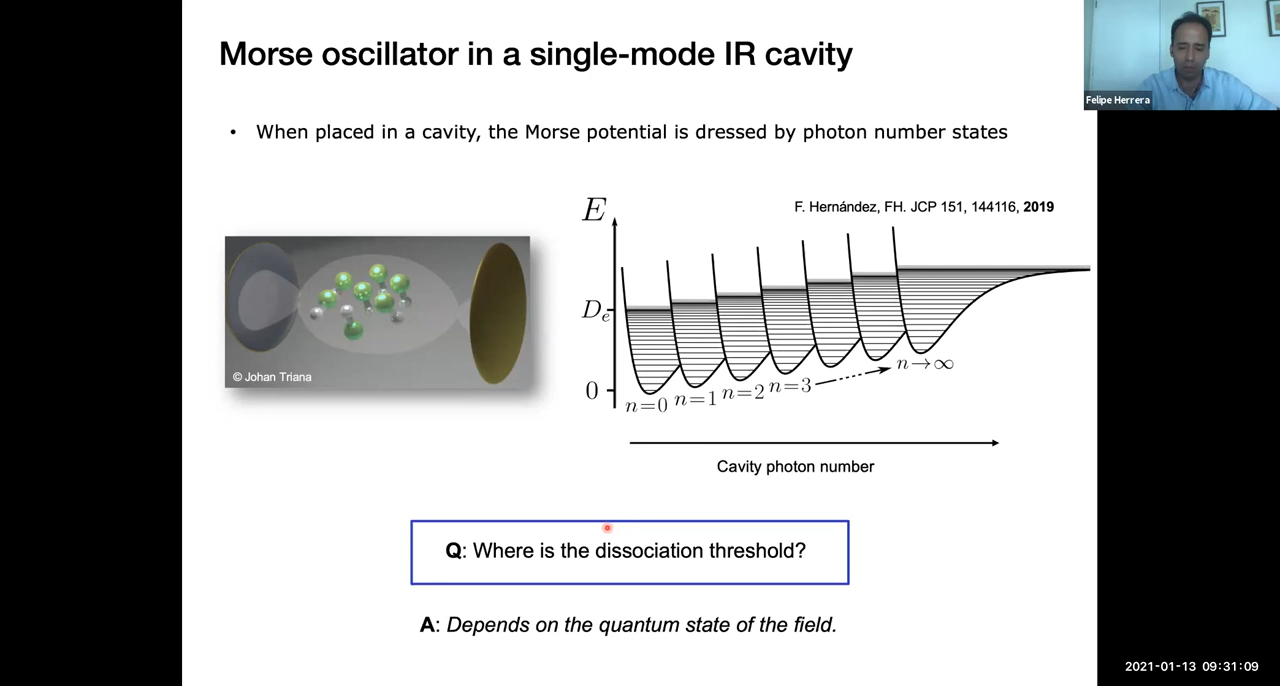 Morse oscillator in a single-mode IR cavity
Felipe Herrera
• When placed in a cavity, the Morse potential is dressed by photon number states
E
F. Hernández, FH. JCP 151, 144116, 2019
Dₑ
0
n=0 n=1 n=2 n=3 n→∞
© Johan Triana
Cavity photon number
Q: Where is the dissociation threshold?
A: Depends on the quantum state of the field.
2021-01-13 09:31:09